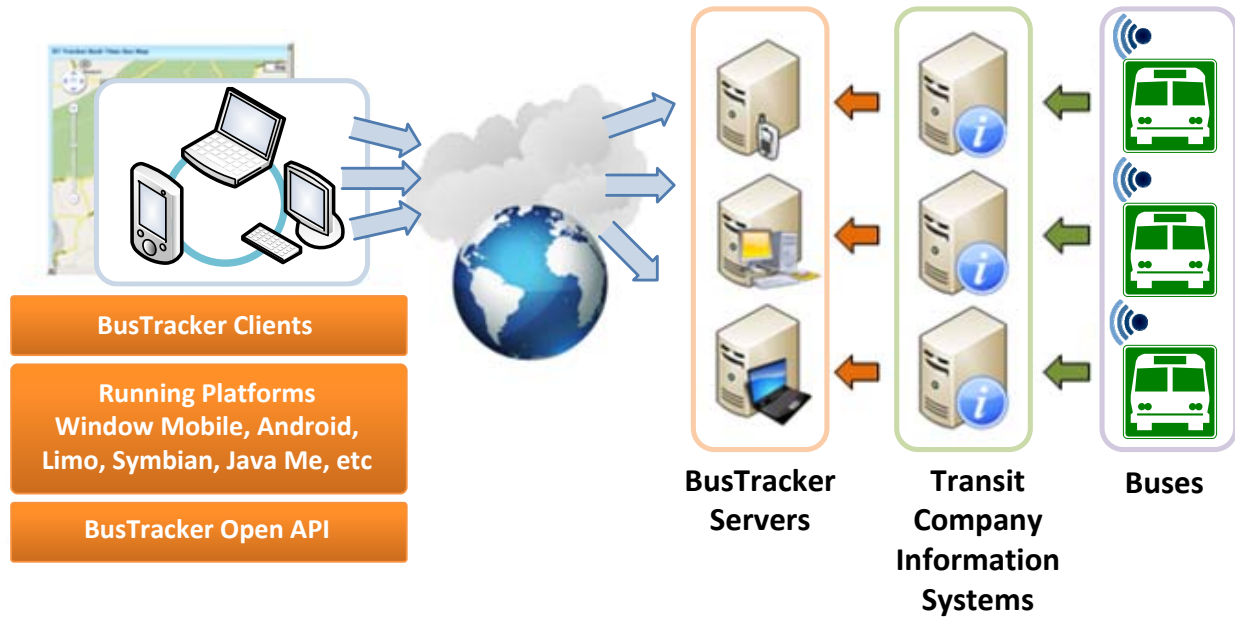 BusTracker Clients
Running Platforms
Window Mobile, Android,
Limo, Symbian, Java Me, etc
BusTracker Open API
BusTracker
Servers
Transit
Company
Information
Systems
Buses